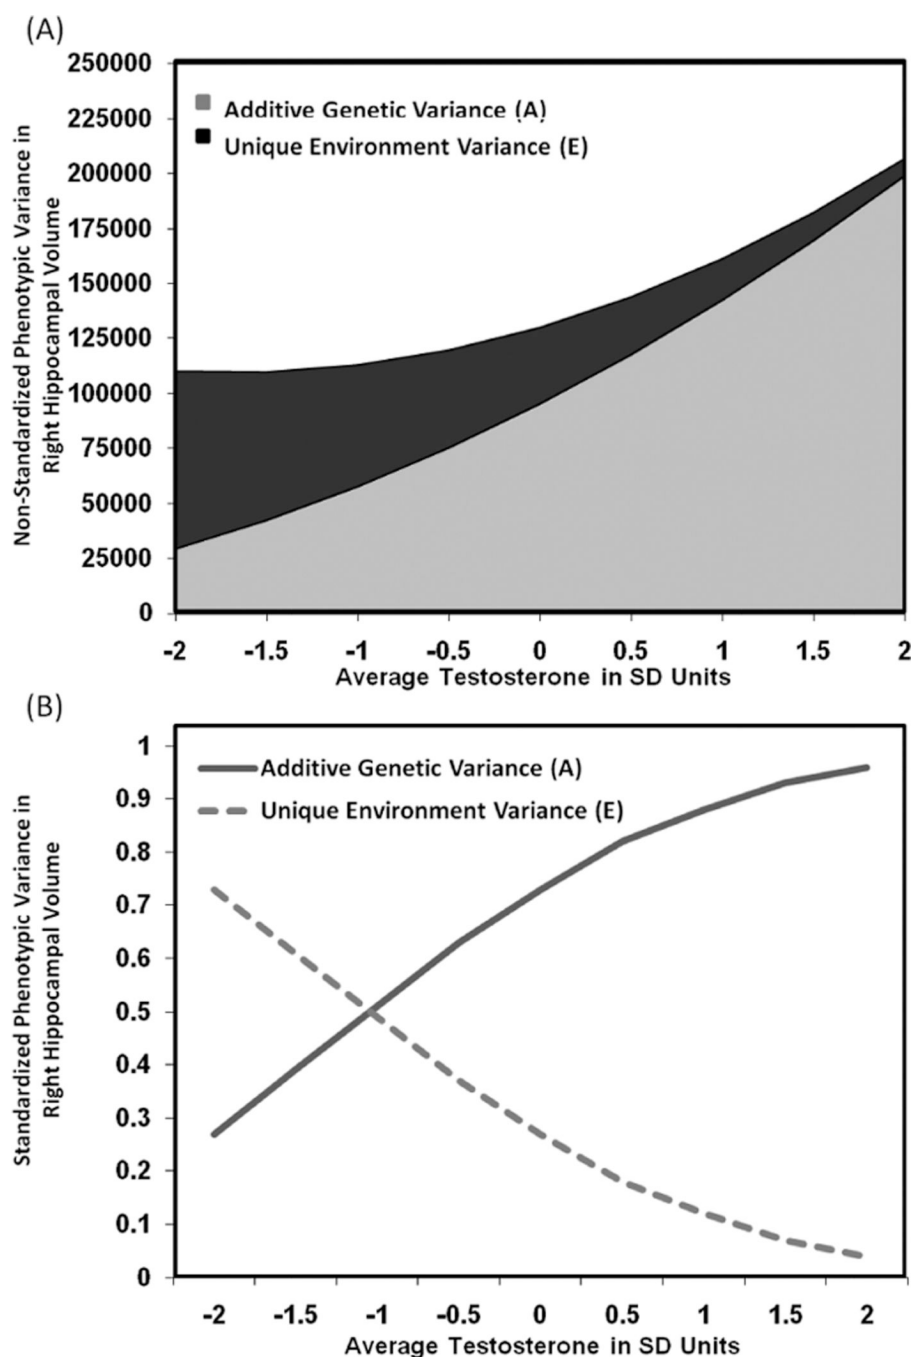 (A)
Non-Standardized Phenotypic Variance in
Right Hippocampal Volume
250000
225000
200000
175000
150000
125000
100000
75000
50000
25000
0
Additive Genetic Variance (A)
Unique Environment Variance (E)
-2 -1.5 -1 -0.5 0 0.5 1 1.5 2
Average Testosterone in SD Units
(B)
Standardized Phenotypic Variance in
Right Hippocampal Volume
1
0.9
0.8
0.7
0.6
0.5
0.4
0.3
0.2
0.1
0
Additive Genetic Variance (A)
Unique Environment Variance (E)
-2 -1.5 -1 -0.5 0 0.5 1 1.5 2
Average Testosterone in SD Units